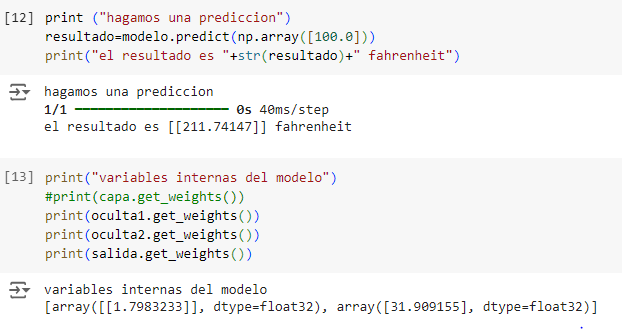 [12] print ("hagamos una prediccion")
resultado=modelo.predict(np.array([100.0]))
print("el resultado es "+str(resultado)+" fahrenheit")
hagamos una prediccion
1/1 ━━━━━━━━━━━━━━━━━━━━ 0s 40ms/step
el resultado es [[211.74147]] fahrenheit
[13] print("variables internas del modelo")
#print(capa.get_weights())
print(oculta1.get_weights())
print(oculta2.get_weights())
print(salida.get_weights())
variables internas del modelo
[array([[1.7983233]], dtype=float32), array([31.909155], dtype=float32)]